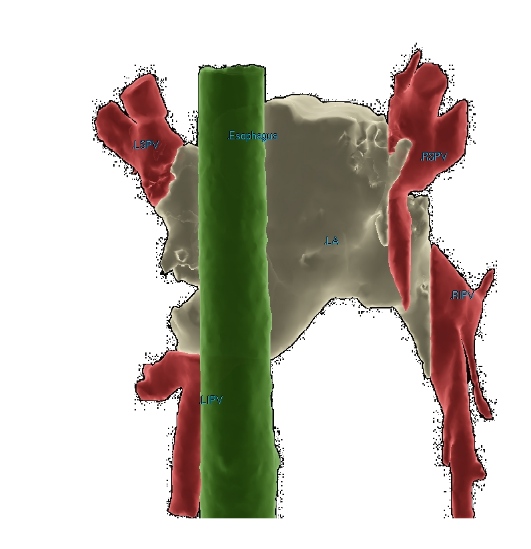 .Esophagus
.LSPV
.RSPV
.LA
.RIPV
.LIPV